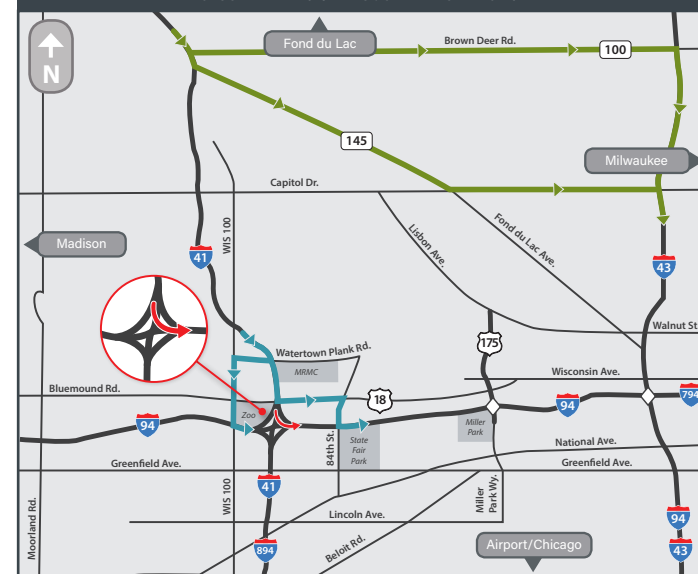 Fond du Lac
Brown Deer Rd.
100
N
145
Milwaukee
Capitol Dr.
WIS 100
Lisbon Ave.
Fond du Lac Ave.
Madison
41
43
Walnut St
175
Watertown Plank Rd.
MRMC
Wisconsin Ave.
Bluemound Rd.
18
94
794
Zoo
94
Miller
Park
State
Fair
Park
84th St.
National Ave.
Greenfield Ave.
Greenfield Ave.
Moorland Rd.
WIS 100
41
Miller
Park Wy.
Lincoln Ave.
94
Beloit Rd.
894
Airport/Chicago
43